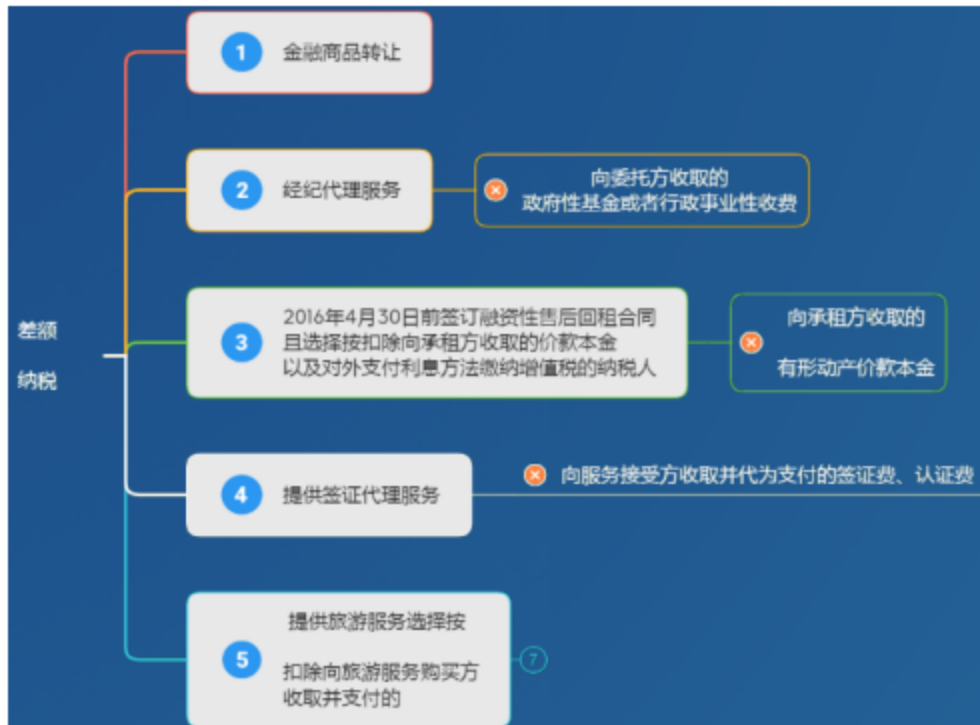 差额
纳税
1
金融商品转让
2
经纪代理服务
向委托方收取的
政府性基金或者行政事业性收费
3
2016年4月30日前签订融资性售后回租合同
且选择按扣除向承租方收取的价款本金
以及对外支付利息方法缴纳增值税的纳税人
向承租方收取的
有形动产价款本金
4
提供签证代理服务
向服务接受方收取并代为支付的签证费、认证费
5
提供旅游服务选择按
扣除向旅游服务购买方
收取并支付的
7